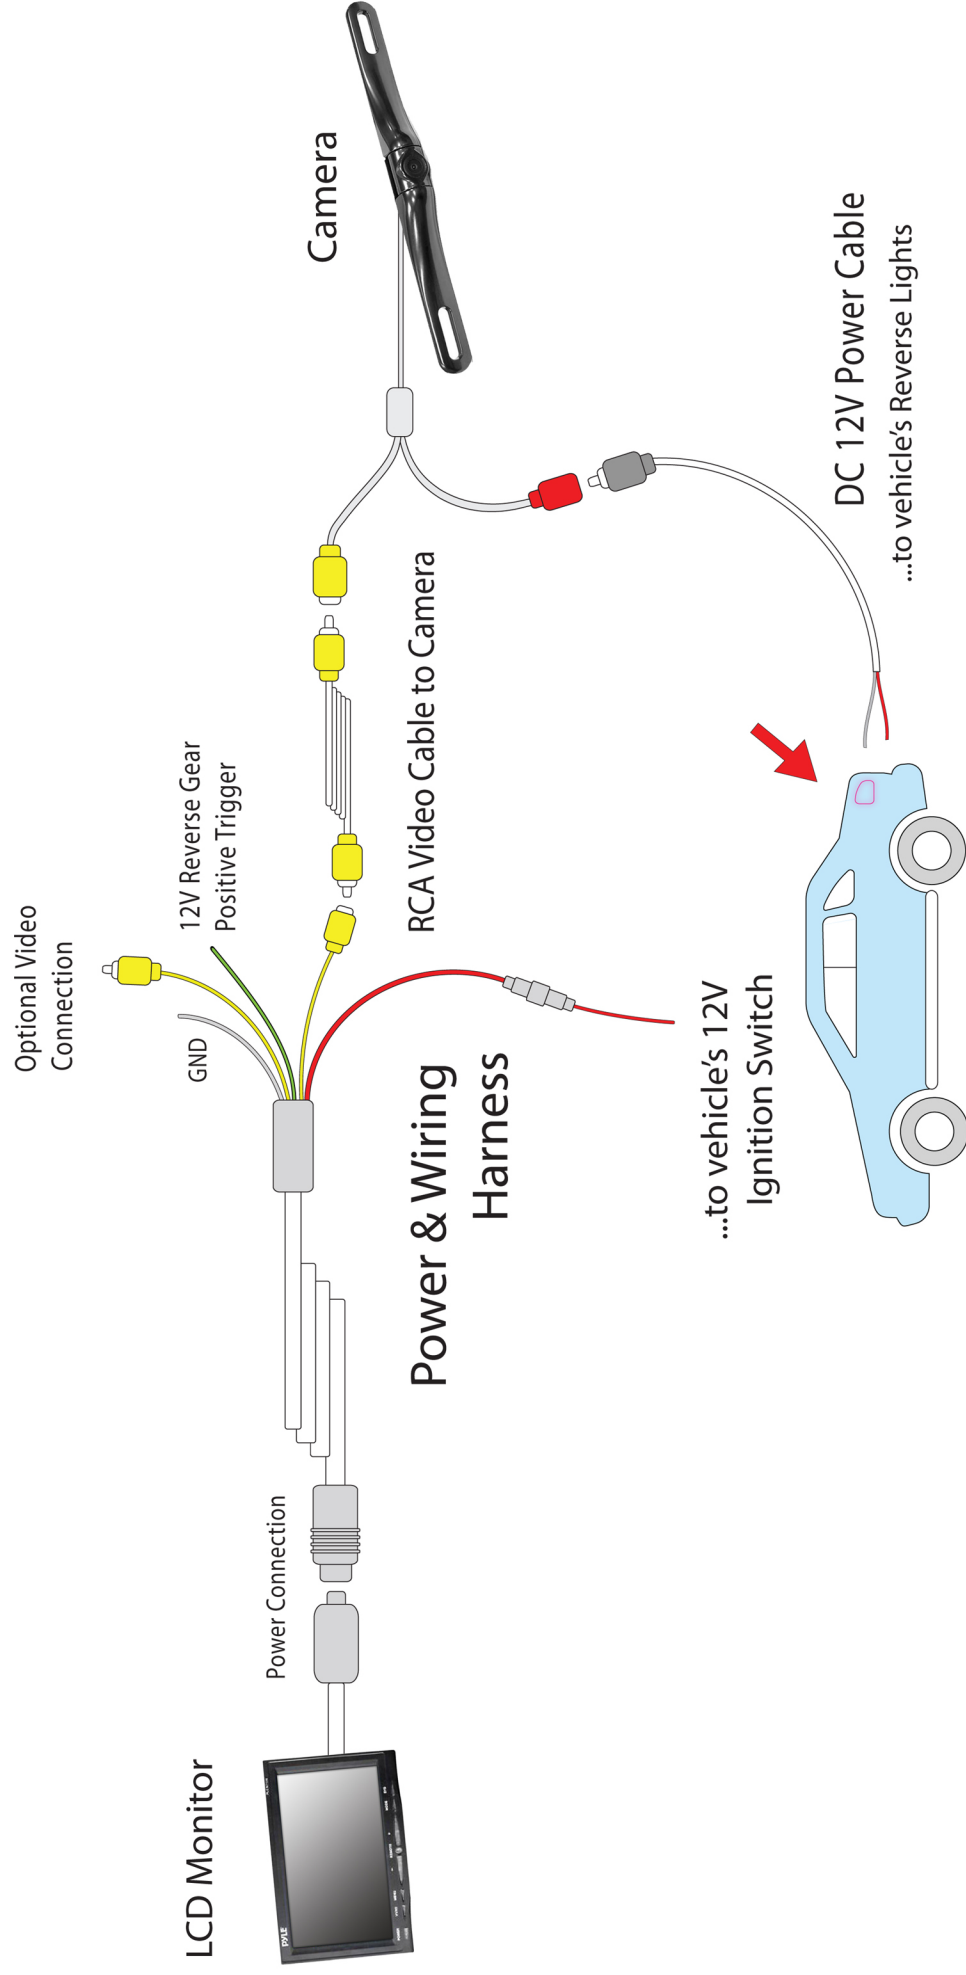 LCD Monitor
PYLE
Power Connection
Power & Wiring
Harness
GND
Optional Video
Connection
12V Reverse Gear
Positive Trigger
...to vehicle's 12V
Ignition Switch
RCA Video Cable to Camera
Camera
DC 12V Power Cable
...to vehicle's Reverse Lights